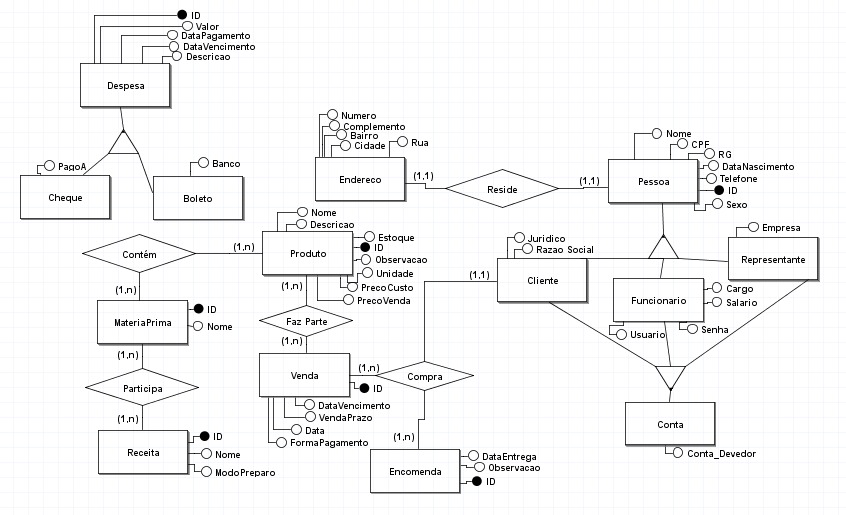 ID
Valor
DataPagamento
DataVencimento
Descricao
Despesa
PagoA
Cheque
Banco
Boleto
Numero
Complemento
Bairro
Cidade
Rua
Endereco
(1,1)
Reside
(1,1)
Nome
CPF
RG
DataNascimento
Telefone
ID
Sexo
Pessoa
Contém
(1,n)
Nome
Descricao
Produto
Estoque
ID
Observacao
Unidade
PrecoCusto
PrecoVenda
(1,n)
Juridico
Razao Social
Cliente
(1,1)
Empresa
Representante
Funcionario
Cargo
Salario
Usuario
Senha
(1,n)
MateriaPrima
ID
Nome
(1,n)
Faz Parte
(1,n)
Venda
(1,n)
ID
DataVencimento
VendaPrazo
Data
FormaPagamento
Compra
Participa
(1,n)
Receita
ID
Nome
ModoPreparo
(1,n)
Encomenda
DataEntrega
Observacao
ID
Conta
Conta_Devedor